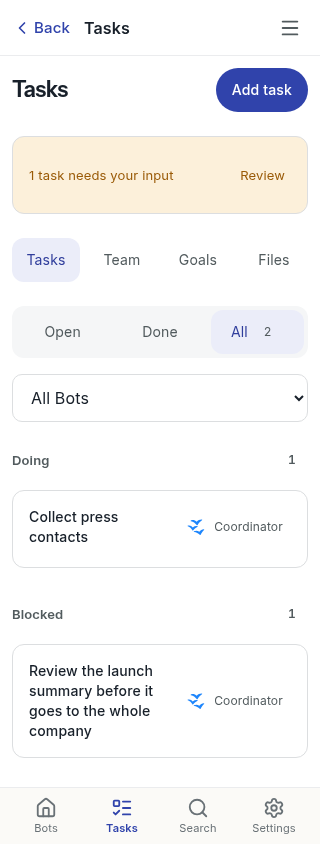 Back Tasks
Tasks
Add task
1 task needs your input Review
Tasks Team Goals Files
Open Done All 2
All Bots
Doing 1
Collect press
contacts
Coordinator
Blocked 1
Review the launch
summary before it
goes to the whole
company
Coordinator
Bots Tasks Search Settings